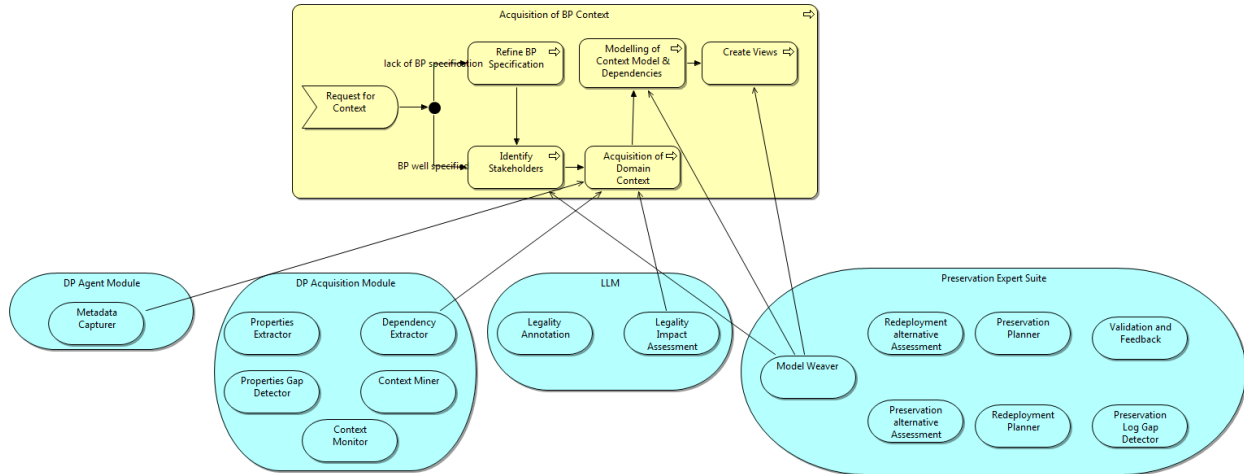 Acquisition of BP Context
Refine BP
Specification
Modelling of
Context Model &
Dependencies
Create Views
lack of BP specification
Request for
Context
BP well specified
Identify
Stakeholders
Acquisition of
Domain
Context
DP Agent Module
Metadata
Capturer
DP Acquisition Module
Properties
Extractor
Dependency
Extractor
Properties Gap
Detector
Context Miner
Context
Monitor
LLM
Legality
Annotation
Legality
Impact
Assessment
Preservation Expert Suite
Redeployment
alternative
Assessment
Preservation
Planner
Validation and
Feedback
Model Weaver
Preservation
alternative
Assessment
Redeployment
Planner
Preservation
Log Gap
Detector